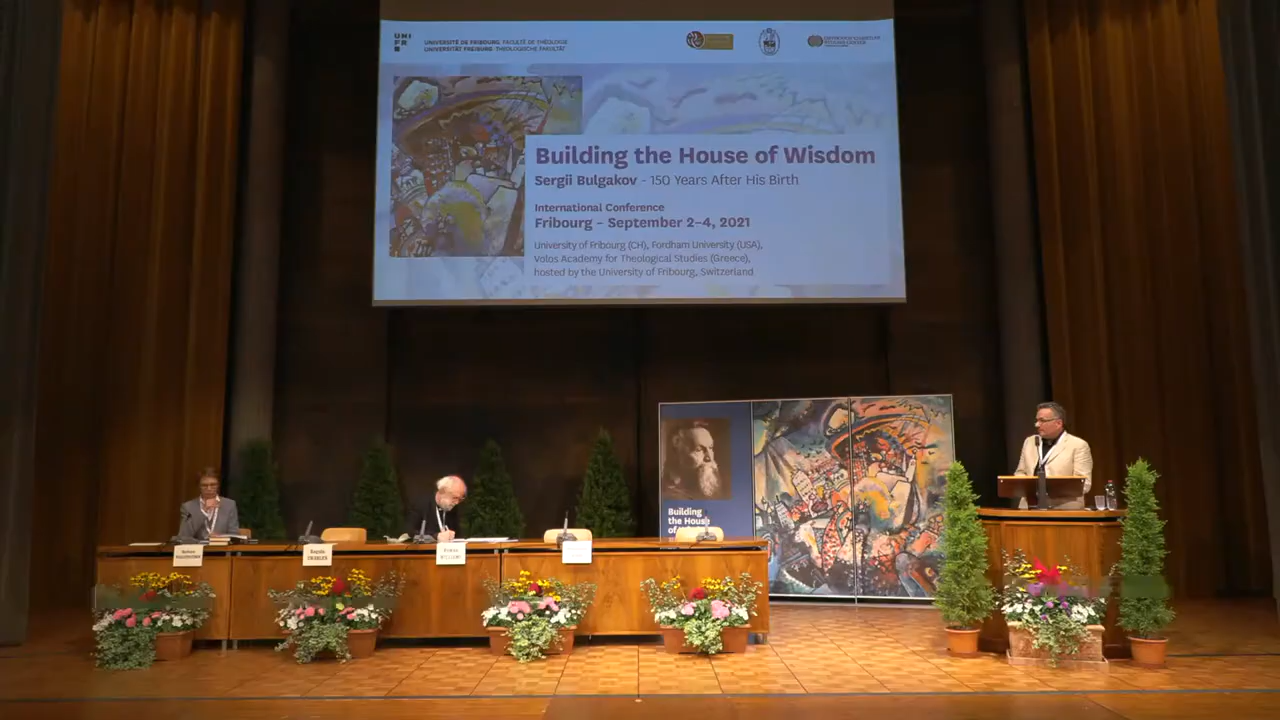 UNI
FR
UNIVERSITÉ DE FRIBOURG FACULTÉ DE THÉOLOGIE
UNIVERSITÄT FREIBURG THEOLOGISCHE FAKULTÄT
Building the House of Wisdom
Sergii Bulgakov - 150 Years After His Birth
International Conference
Fribourg – September 2–4, 2021
University of Fribourg (CH), Fordham University (USA),
Volos Academy for Theological Studies (Greece),
hosted by the University of Fribourg, Switzerland
Building
the House
of